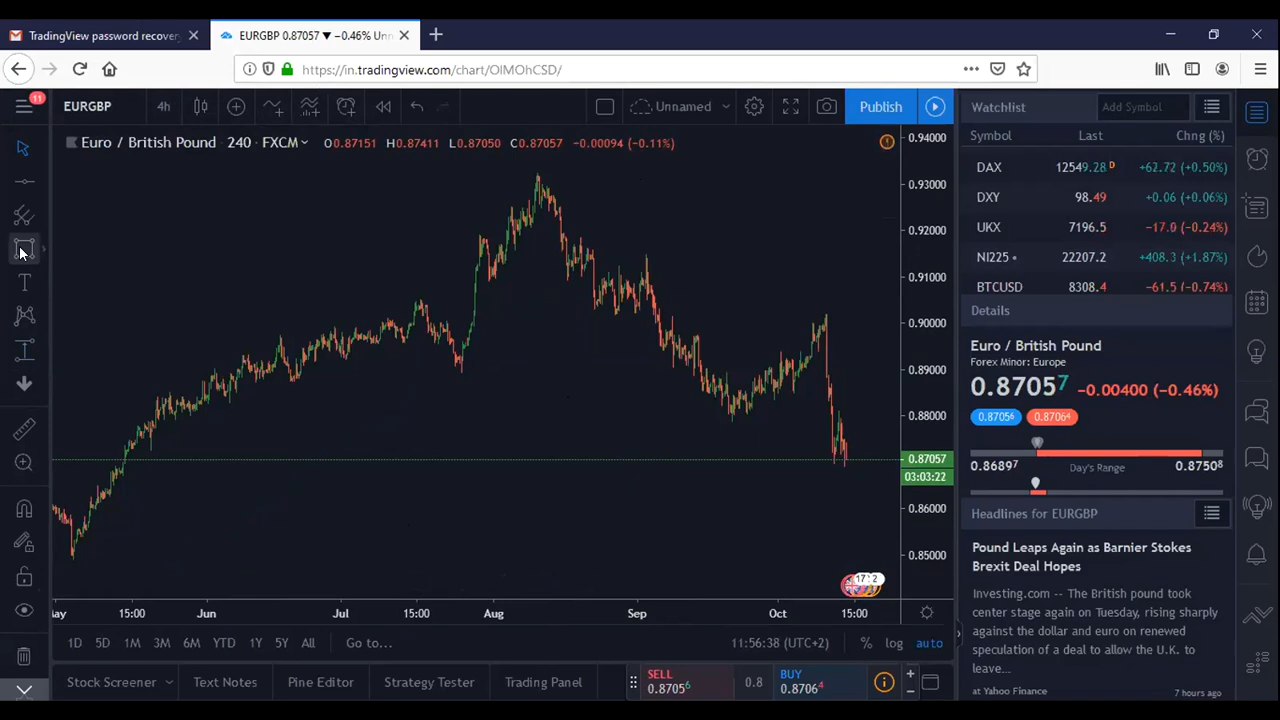 TradingView password recovery
EURGBP 0.87057 ▼ −0.46% Unn
https://in.tradingview.com/chart/OIMOhCSD/
11
EURGBP
4h
Unnamed
Publish
Euro / British Pound 240 FXCM
O0.87151 H0.87411 L0.87050 C0.87057 −0.00094 (−0.11%)
0.94000
0.93000
0.92000
0.91000
0.90000
0.89000
0.88000
0.87057
03:03:22
0.86000
0.85000
17
2
May 15:00 Jun Jul 15:00 Aug Sep Oct 15:00
1D 5D 1M 3M 6M YTD 1Y 5Y All Go to...
11:56:38 (UTC+2) % log auto
Stock Screener Text Notes Pine Editor Strategy Tester Trading Panel
SELL
0.87056
0.8
BUY
0.87064
Watchlist
Add Symbol
Symbol Last Chng (%)
DAX 12549.28 D +62.72 (+0.50%)
DXY 98.49 +0.06 (+0.06%)
UKX 7196.5 −17.0 (−0.24%)
NI225 22207.2 +408.3 (+1.87%)
BTCUSD 8308.4 −61.5 (−0.74%)
Details
Euro / British Pound
Forex Minor: Europe
0.87057 −0.00400 (−0.46%)
0.87056 0.87064
0.86897 Day's Range 0.87508
Headlines for EURGBP
Pound Leaps Again as Barnier Stokes
Brexit Deal Hopes
Investing.com -- The British pound took
center stage again on Tuesday, rising sharply
against the dollar and euro on renewed
speculation of a deal to allow the U.K. to
leave...
at Yahoo Finance 7 hours ago